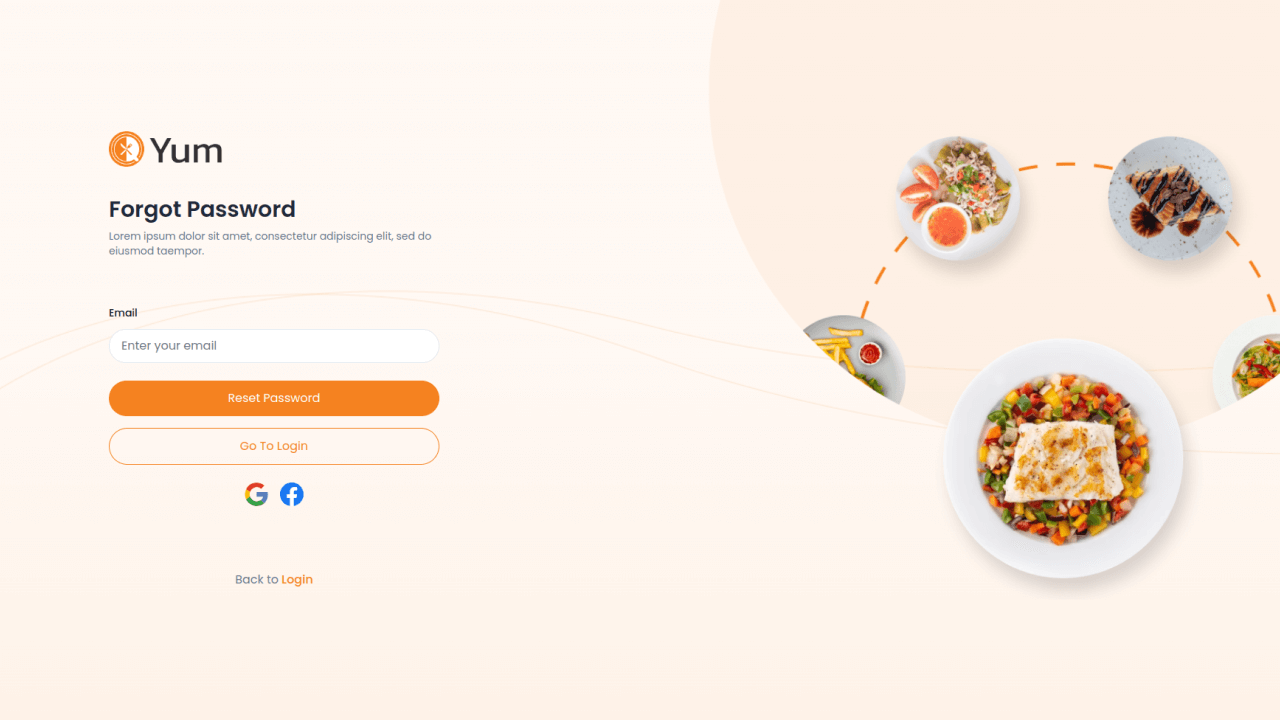 Yum
Forgot Password
Lorem ipsum dolor sit amet, consectetur adipiscing elit, sed do
eiusmod taempor.
Email
Enter your email
Reset Password
Go To Login
Back to Login